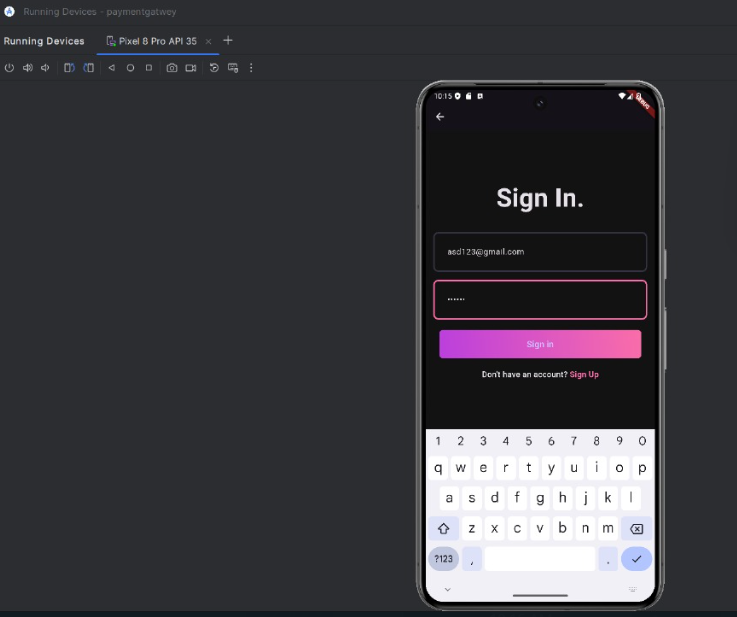 Running Devices - paymentgatwey
Running Devices
Pixel 8 Pro API 35
10:15
DEBUG
Sign In.
asd123@gmail.com
••••••
Sign in
Don't have an account? Sign Up
1 2 3 4 5 6 7 8 9 0
q w e r t y u i o p
a s d f g h j k l
z x c v b n m
?123 , .